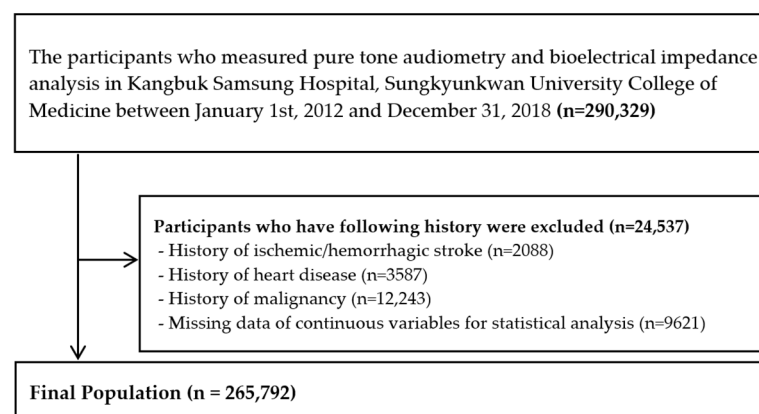 The participants who measured pure tone audiometry and bioelectrical impedance
analysis in Kangbuk Samsung Hospital, Sungkyunkwan University College of
Medicine between January 1st, 2012 and December 31, 2018 (n=290,329)
Participants who have following history were excluded (n=24,537)
- History of ischemic/hemorrhagic stroke (n=2088)
- History of heart disease (n=3587)
- History of malignancy (n=12,243)
- Missing data of continuous variables for statistical analysis (n=9621)
Final Population (n = 265,792)